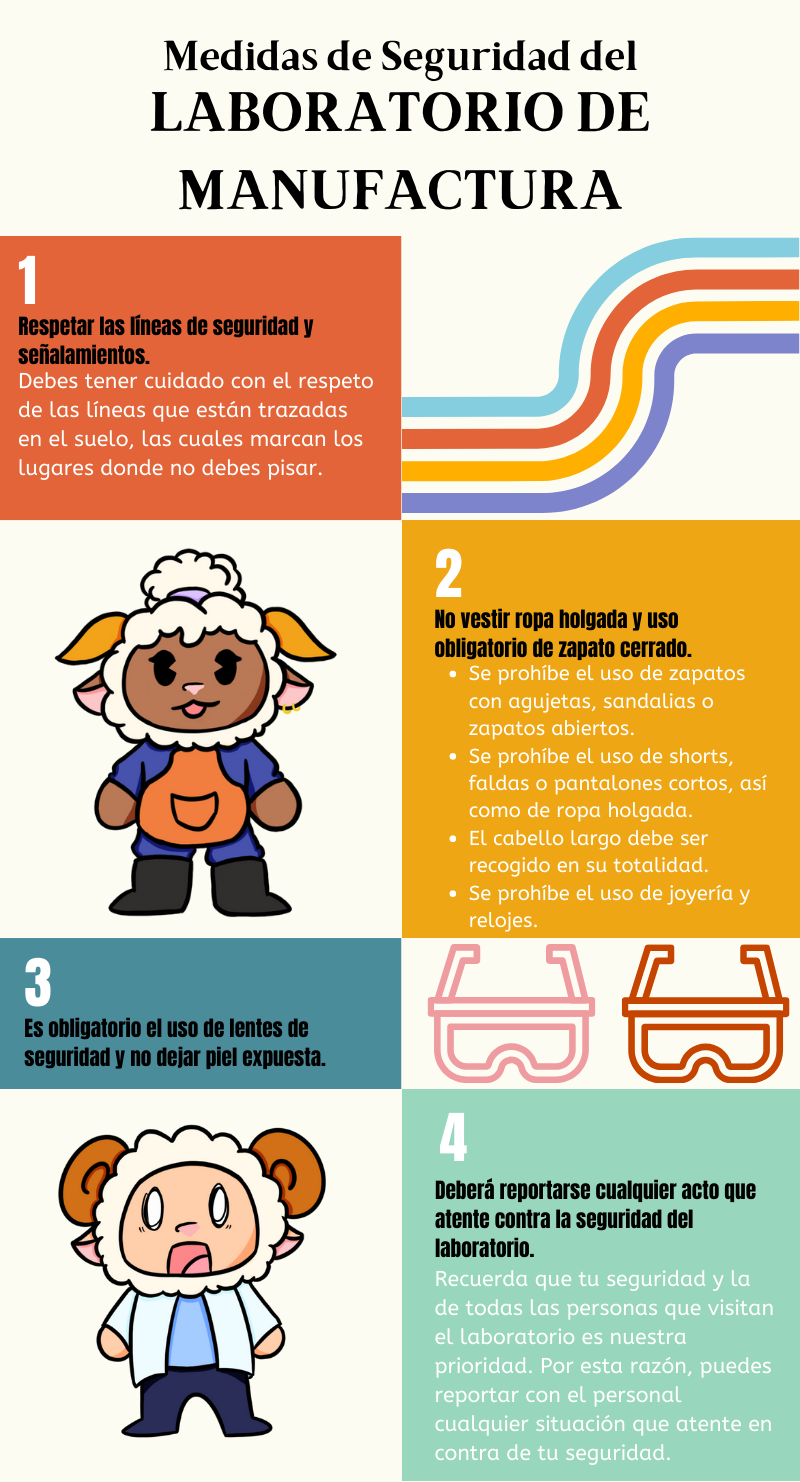 Medidas de Seguridad del
LABORATORIO DE
MANUFACTURA
1
Respetar las líneas de seguridad y
señalamientos.
Debes tener cuidado con el respeto
de las líneas que están trazadas
en el suelo, las cuales marcan los
lugares donde no debes pisar.
2
No vestir ropa holgada y uso
obligatorio de zapato cerrado.
• Se prohíbe el uso de zapatos
con agujetas, sandalias o
zapatos abiertos.
• Se prohíbe el uso de shorts,
faldas o pantalones cortos, así
como de ropa holgada.
• El cabello largo debe ser
recogido en su totalidad.
• Se prohíbe el uso de joyería y
relojes.
3
Es obligatorio el uso de lentes de
seguridad y no dejar piel expuesta.
4
Deberá reportarse cualquier acto que
atente contra la seguridad del
laboratorio.
Recuerda que tu seguridad y la
de todas las personas que visitan
el laboratorio es nuestra
prioridad. Por esta razón, puedes
reportar con el personal
cualquier situación que atente en
contra de tu seguridad.